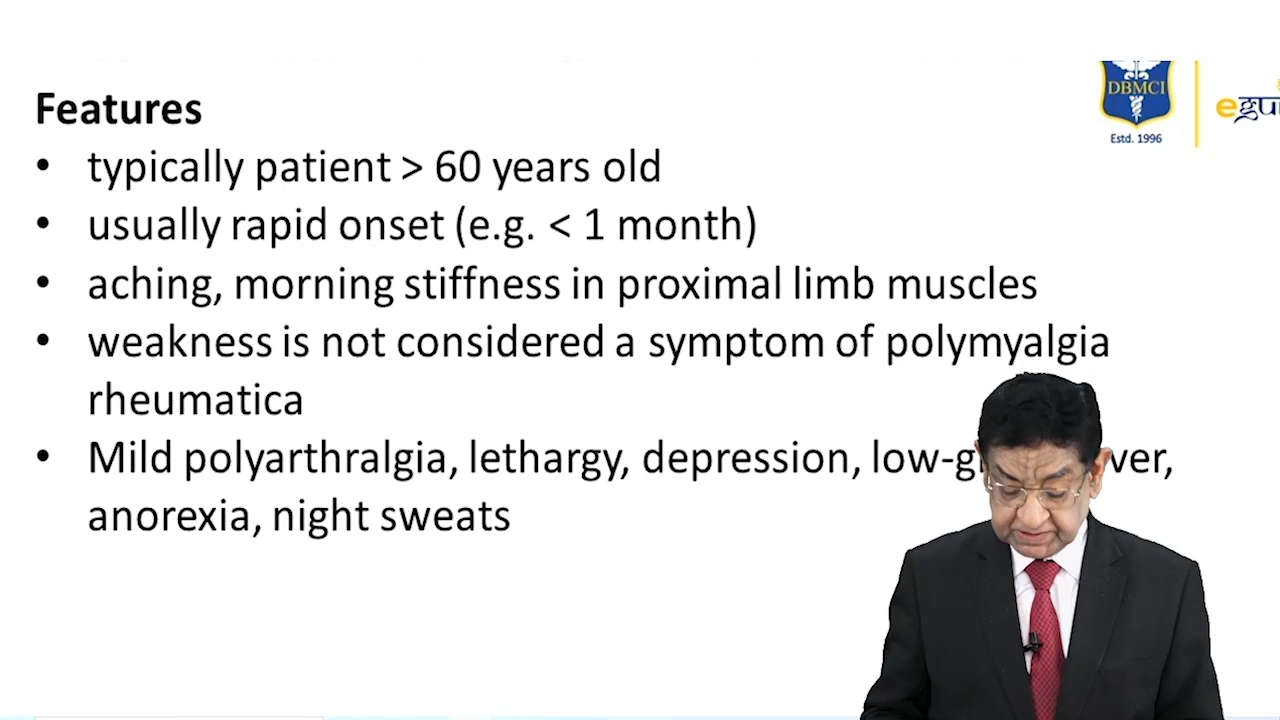 Features
• typically patient > 60 years old
• usually rapid onset (e.g. < 1 month)
• aching, morning stiffness in proximal limb muscles
• weakness is not considered a symptom of polymyalgia
rheumatica
• Mild polyarthralgia, lethargy, depression,
anorexia, night sweats
DBMCI
Estd. 1996